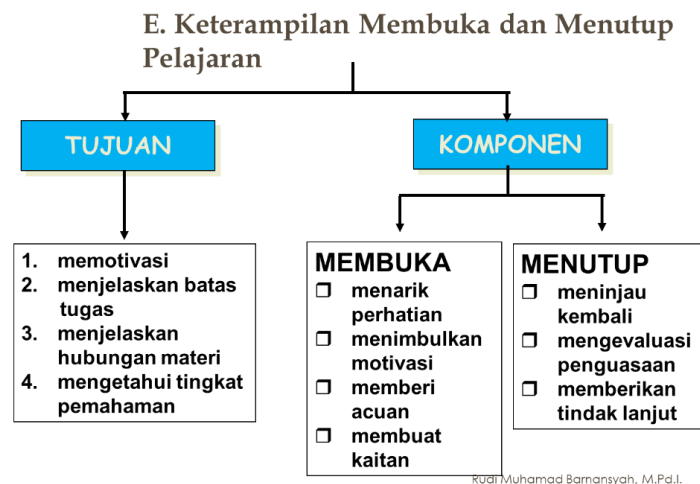 E. Keterampilan Membuka dan Menutup
Pelajaran
TUJUAN
KOMPONEN
1. memotivasi
2. menjelaskan batas
tugas
3. menjelaskan
hubungan materi
4. mengetahui tingkat
pemahaman
MEMBUKA
❒ menarik
perhatian
❒ menimbulkan
motivasi
❒ memberi
acuan
❒ membuat
kaitan
MENUTUP
❒ meninjau
kembali
❒ mengevaluasi
penguasaan
❒ memberikan
tindak lanjut
Rudi Muhamad Barnansyah. M.Pd.I.